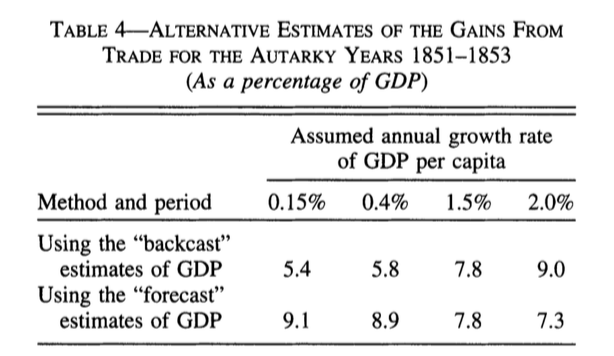 TABLE 4—ALTERNATIVE ESTIMATES OF THE GAINS FROM
TRADE FOR THE AUTARKY YEARS 1851–1853
(As a percentage of GDP)
Assumed annual growth rate
of GDP per capita
Method and period 0.15% 0.4% 1.5% 2.0%
Using the “backcast”
estimates of GDP 5.4 5.8 7.8 9.0
Using the “forecast”
estimates of GDP 9.1 8.9 7.8 7.3